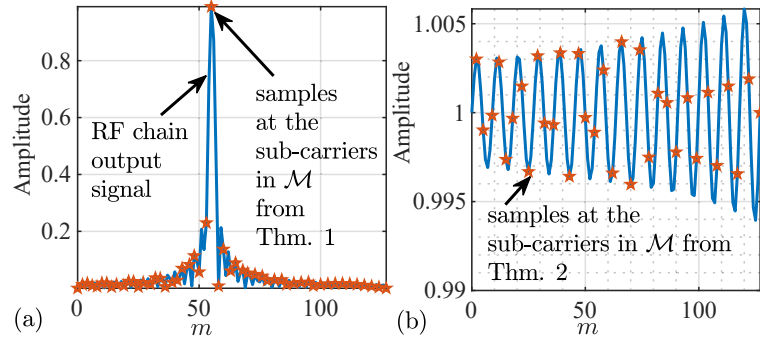 Amplitude
0.8
0.6
0.4
0.2
0
50
100
m
(a)
RF chain
output
signal
samples
at the
sub-carriers
in ℳ
from
Thm. 1
Amplitude
1.005
1
0.995
0.99
0
50
100
m
(b)
samples at the
sub-carriers in ℳ from
Thm. 2